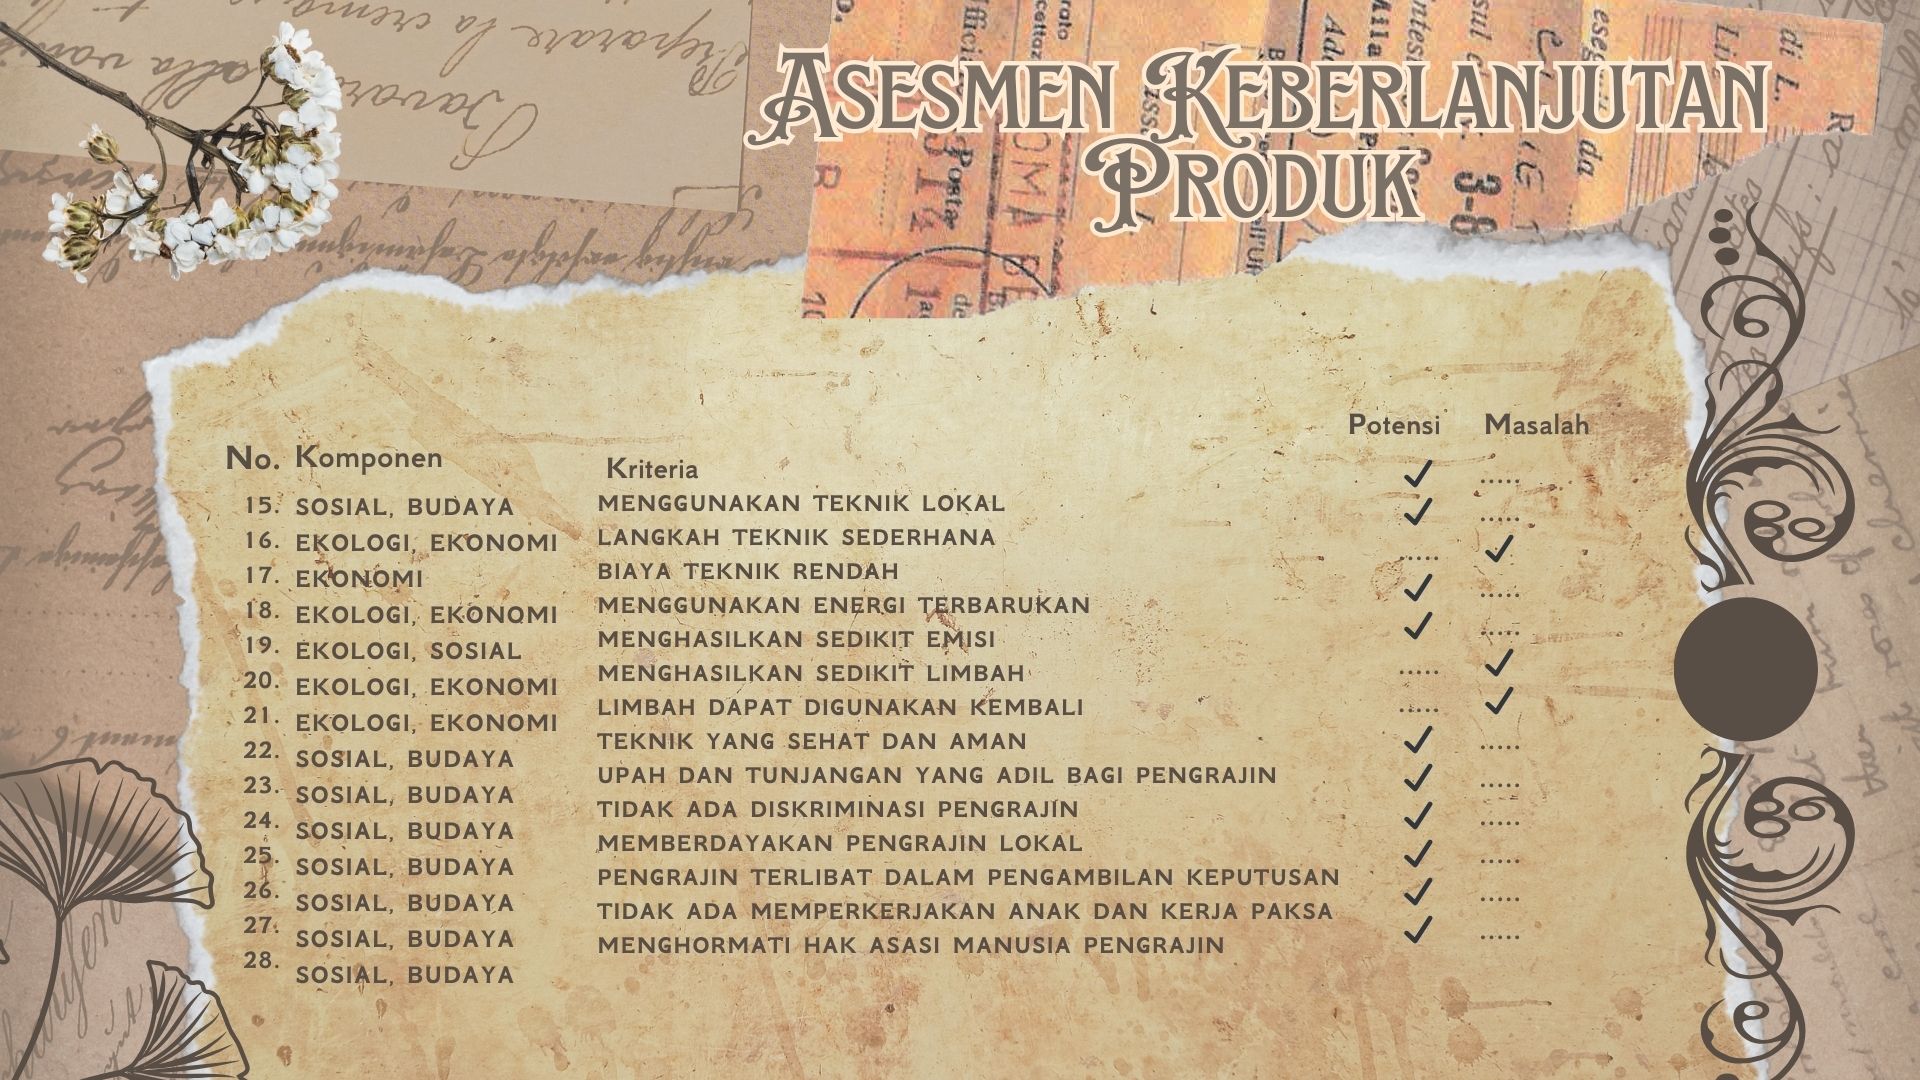 Asesmen Keberlanjutan
Produk
Potensi Masalah
No. Komponen Kriteria
15. SOSIAL, BUDAYA MENGGUNAKAN TEKNIK LOKAL ✓ .....
16. EKOLOGI, EKONOMI LANGKAH TEKNIK SEDERHANA ✓ .....
17. EKONOMI BIAYA TEKNIK RENDAH ..... ✓
18. EKOLOGI, EKONOMI MENGGUNAKAN ENERGI TERBARUKAN ✓ .....
19. EKOLOGI, SOSIAL MENGHASILKAN SEDIKIT EMISI ✓ .....
20. EKOLOGI, EKONOMI MENGHASILKAN SEDIKIT LIMBAH ..... ✓
21. EKOLOGI, EKONOMI LIMBAH DAPAT DIGUNAKAN KEMBALI ..... ✓
22. SOSIAL, BUDAYA TEKNIK YANG SEHAT DAN AMAN ✓ .....
23. SOSIAL, BUDAYA UPAH DAN TUNJANGAN YANG ADIL BAGI PENGRAJIN ✓ .....
24. SOSIAL, BUDAYA TIDAK ADA DISKRIMINASI PENGRAJIN ✓ .....
25. SOSIAL, BUDAYA MEMBERDAYAKAN PENGRAJIN LOKAL ✓ .....
26. SOSIAL, BUDAYA PENGRAJIN TERLIBAT DALAM PENGAMBILAN KEPUTUSAN ✓ .....
27. SOSIAL, BUDAYA TIDAK ADA MEMPERKERJAKAN ANAK DAN KERJA PAKSA ✓ .....
28. SOSIAL, BUDAYA MENGHORMATI HAK ASASI MANUSIA PENGRAJIN